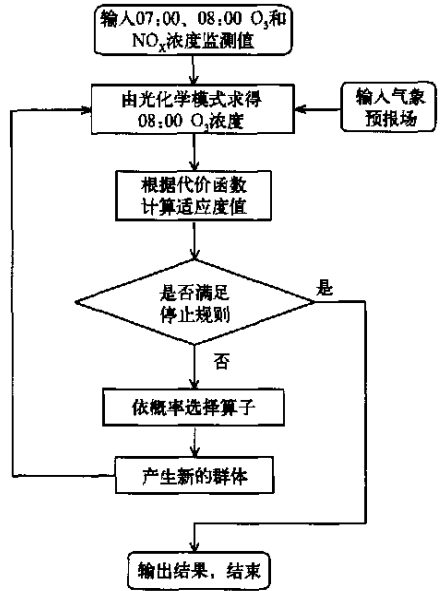 输入07:00、08:00 O3和
NOX浓度监测值
由光化学模式求得
08:00 O3浓度
输入气象
预报场
根据代价函数
计算适应度值
是否满足
停止规则
是
否
依概率选择算子
产生新的群体
输出结果，结束